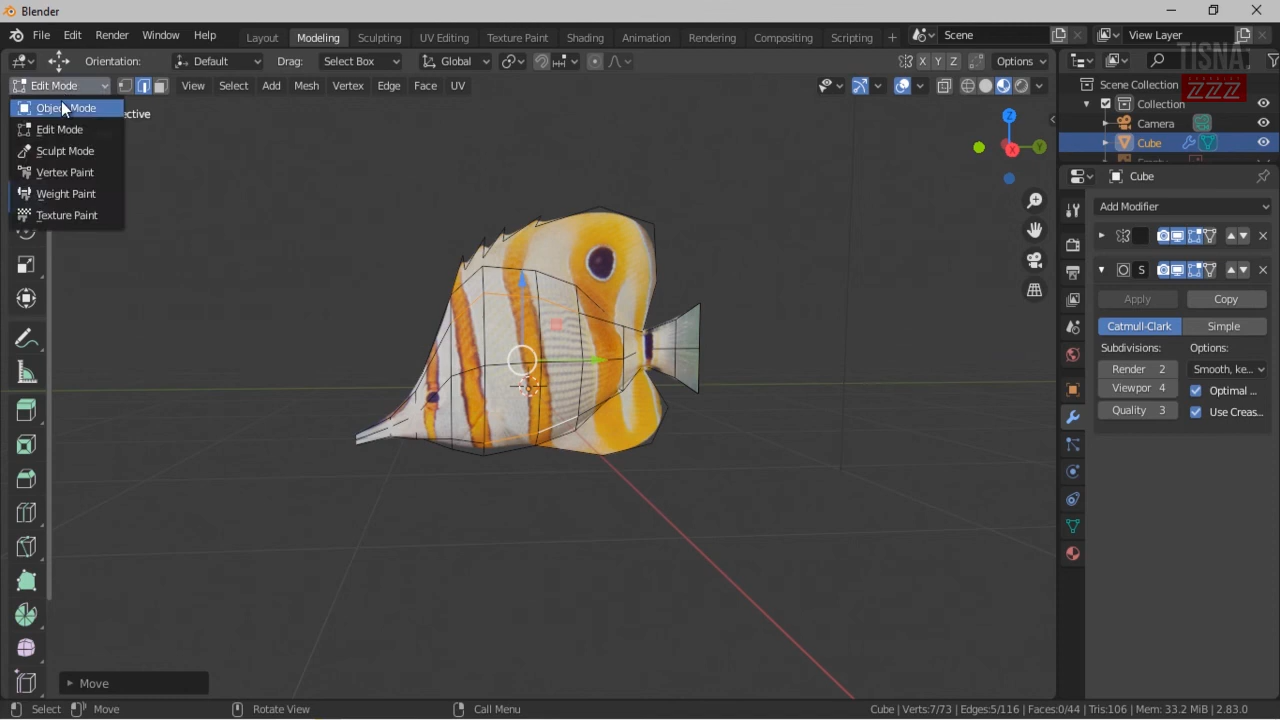 Blender
File Edit Render Window Help Layout Modeling Sculpting UV Editing Texture Paint Shading Animation Rendering Compositing Scripting + Scene View Layer
Orientation: Default Drag: Select Box Global X Y Z Options
TISNA
ZZZ
Edit Mode View Select Add Mesh Vertex Edge Face UV
Scene Collection
Object Mode
ective
Collection
Edit Mode
Camera
Sculpt Mode
Cube
Vertex Paint
Cube
Weight Paint
Add Modifier
Texture Paint
S
Apply Copy
Catmull-Clark Simple
Subdivisions: Options:
Render 2 Smooth, ke...
Viewpor 4 Optimal ...
Quality 3 Use Creas...
Z
X
Y
Move
Select Move Rotate View Call Menu Cube | Verts:7/73 | Edges:5/116 | Faces:0/44 | Tris:106 | Mem: 33.2 MiB | 2.83.0